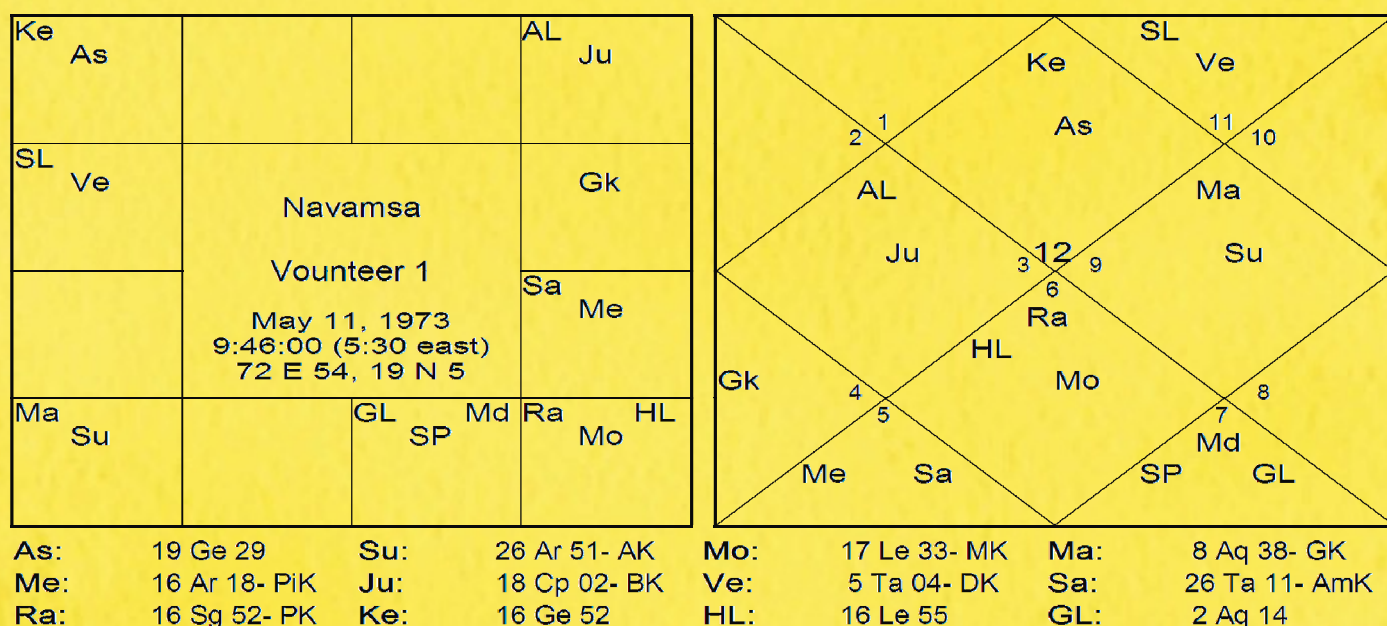 Ke
As
AL
Ju
SL
Ve
Gk
Sa
Me
Ma
Su
GL Md
SP
Ra HL
Mo
Navamsa
Vounteer 1
May 11, 1973
9:46:00 (5:30 east)
72 E 54, 19 N 5
SL
Ke Ve
As
1 11
2 10
AL Ma
Ju Su
3 12 9
6
Ra
HL
Gk Mo
4 8
5 7
Md
Me Sa SP GL
As: 19 Ge 29 Su: 26 Ar 51- AK Mo: 17 Le 33- MK Ma: 8 Aq 38- GK
Me: 16 Ar 18- PiK Ju: 18 Cp 02- BK Ve: 5 Ta 04- DK Sa: 26 Ta 11- AmK
Ra: 16 Sg 52- PK Ke: 16 Ge 52 HL: 16 Le 55 GL: 2 Aq 14